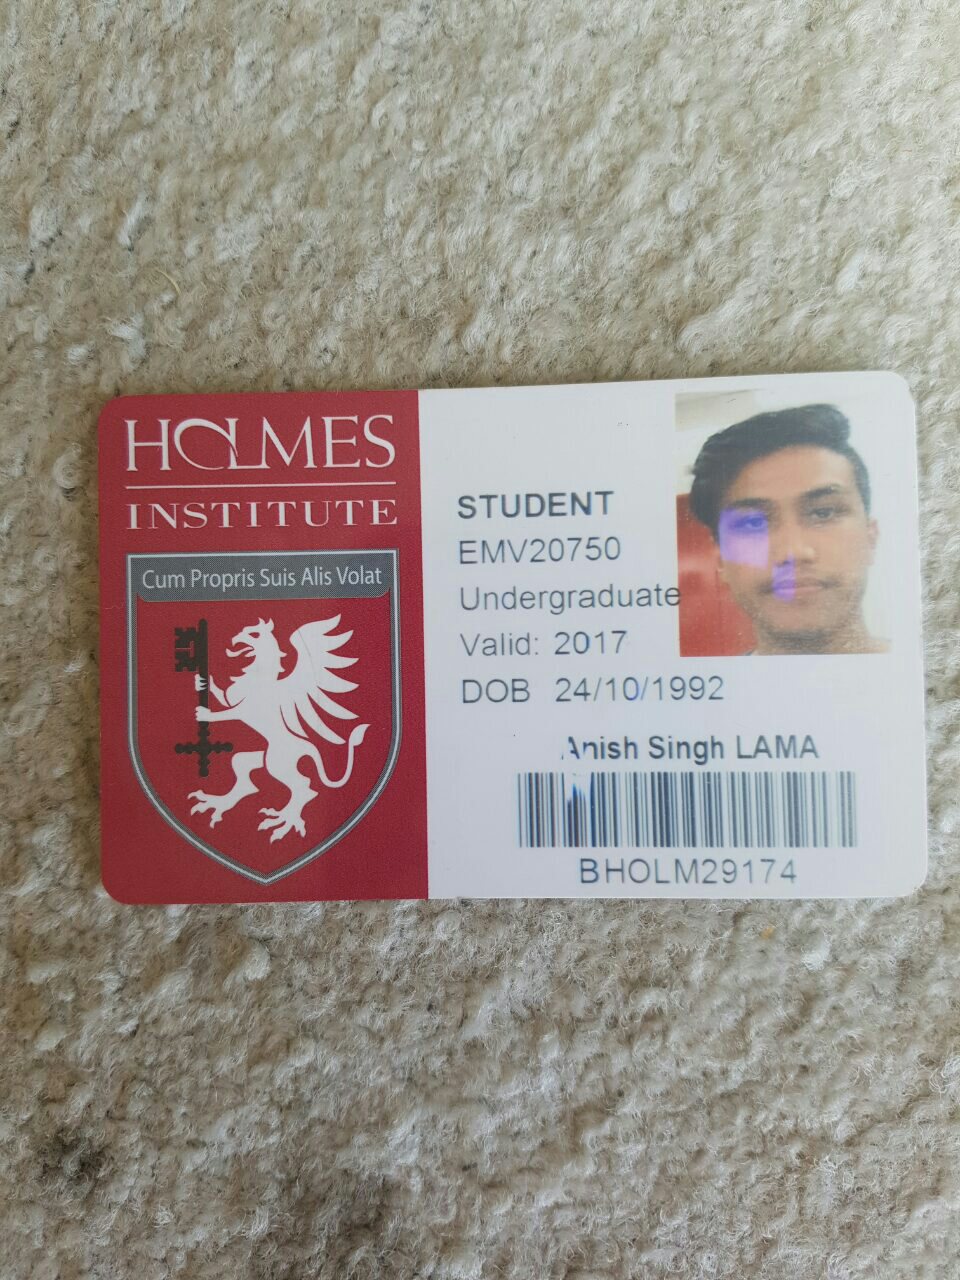 HOLMES
INSTITUTE
Cum Propris Suis Alis Volat
STUDENT
EMV20750
Undergraduate
Valid: 2017
DOB 24/10/1992
Anish Singh LAMA
BHOLM29174